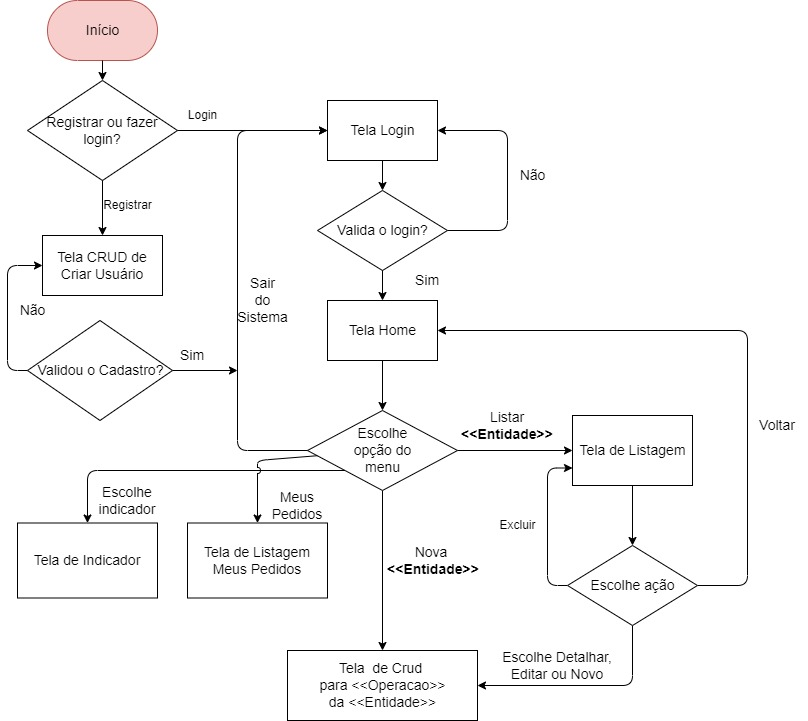 Início
Registrar ou fazer
login?
Login
Tela Login
Não
Registrar
Valida o login?
Tela CRUD de
Criar Usuário
Sim
Não
Sair
do
Sistema
Tela Home
Validou o Cadastro?
Sim
Escolhe
opção do
menu
Listar
<<Entidade>>
Tela de Listagem
Voltar
Escolhe
indicador
Meus
Pedidos
Excluir
Tela de Indicador
Tela de Listagem
Meus Pedidos
Nova
<<Entidade>>
Escolhe ação
Escolhe Detalhar,
Editar ou Novo
Tela de Crud
para <<Operacao>>
da <<Entidade>>